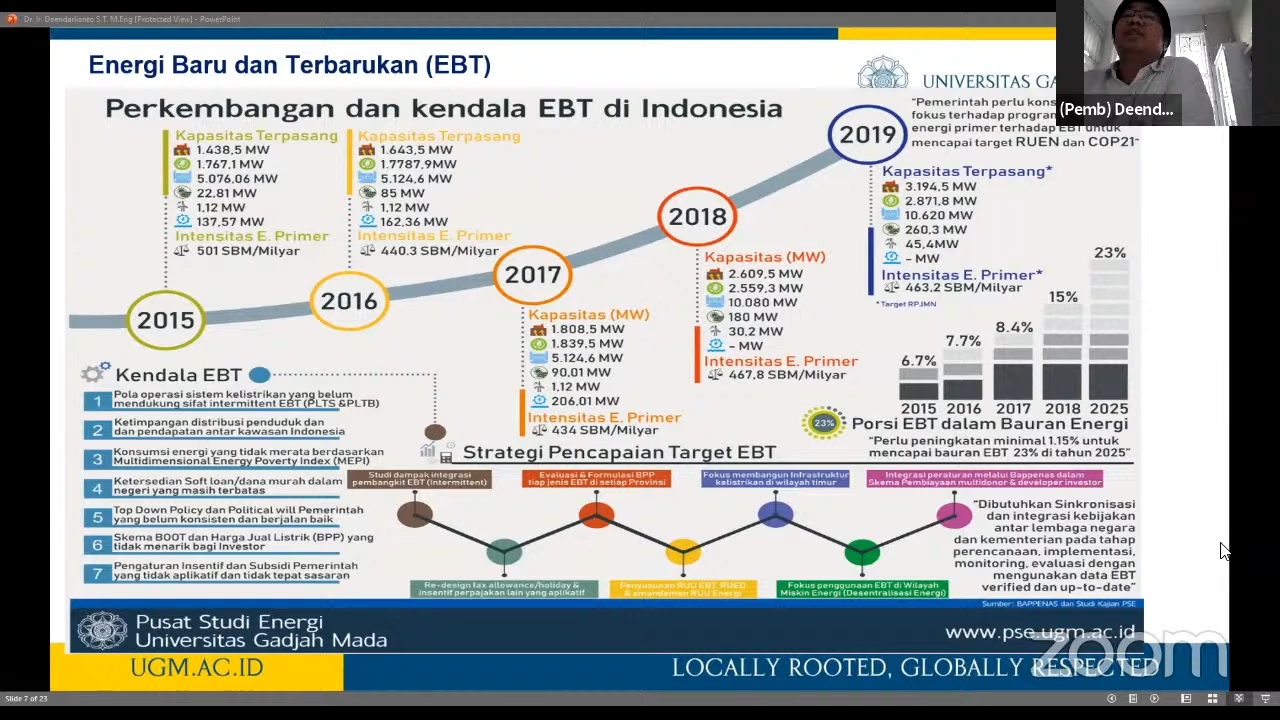 Dr. Ir. Deendarlianto S.T. M.Eng [Protected View] - PowerPoint
Energi Baru dan Terbarukan (EBT)
UNIVERSITAS GA
(Pemb) Deend...
Perkembangan dan kendala EBT di Indonesia
"Pemerintah perlu kons
fokus terhadap program
energi primer terhadap EBT untuk
mencapai target RUEN dan COP21"
2015
Kapasitas Terpasang
1.438,5 MW
1.767,1 MW
5.076,06 MW
22,81 MW
1,12 MW
137,57 MW
Intensitas E. Primer
501 SBM/Milyar
2016
Kapasitas Terpasang
1.643,5 MW
1.7787,9MW
5.124,6 MW
85 MW
1,12 MW
162,36 MW
Intensitas E. Primer
440.3 SBM/Milyar
2017
Kapasitas (MW)
1.808,5 MW
1.839,5 MW
5.124,6 MW
90,01 MW
1,12 MW
206,01 MW
Intensitas E. Primer
434 SBM/Milyar
2018
Kapasitas (MW)
2.609,5 MW
2.559,3 MW
10.080 MW
180 MW
30,2 MW
- MW
Intensitas E. Primer
467,8 SBM/Milyar
2019
Kapasitas Terpasang*
3.194,5 MW
2.871,8 MW
10.620 MW
260,3 MW
45,4MW
- MW
Intensitas E. Primer*
463,2 SBM/Milyar
*Target RPJMN
6.7%
7.7%
8.4%
15%
23%
2015 2016 2017 2018 2025
23%
Porsi EBT dalam Bauran Energi
"Perlu peningkatan minimal 1.15% untuk
mencapai bauran EBT 23% di tahun 2025"
Kendala EBT
1 Pola operasi sistem kelistrikan yang belum
mendukung sifat intermittent EBT (PLTS &PLTB)
2 Ketimpangan distribusi penduduk dan
dan pendapatan antar kawasan Indonesia
3 Konsumsi energi yang tidak merata berdasarkan
Multidimensional Energy Poverty Index (MEPI)
4 Ketersedian Soft loan/dana murah dalam
negeri yang masih terbatas
5 Top Down Policy dan Political will Pemerintah
yang belum konsisten dan berjalan baik
6 Skema BOOT dan Harga Jual Listrik (BPP) yang
tidak menarik bagi Investor
7 Pengaturan Insentif dan Subsidi Pemerintah
yang tidak aplikatif dan tidak tepat sasaran
Strategi Pencapaian Target EBT
Studi dampak integrasi
pembangkit EBT (Intermittent)
Evaluasi & Formulasi BPP
tiap jenis EBT di setiap Provinsi
Fokus membangun Infrastruktur
kelistrikan di wilayah timur
Integrasi peraturan melalui Bappenas dalam
Skema Pembiayaan multidonor & developer investor
Re-design tax allowance/holiday &
insentif perpajakan lain yang aplikatif
Penyusunan RUU EBT, RUED
& amandemen RUU Energi
Fokus penggunaan EBT di Wilayah
Miskin Energi (Desentralisasi Energi)
"Dibutuhkan Sinkronisasi
dan integrasi kebijakan
antar lembaga negara
dan kementerian pada tahap
perencanaan, implementasi,
monitoring, evaluasi dengan
mengunakan data EBT
verified dan up-to-date"
Sumber: BAPPENAS dan Studi Kajian PSE
Pusat Studi Energi
Universitas Gadjah Mada
www.pse.ugm.ac.id
zoom
UGM.AC.ID
LOCALLY ROOTED, GLOBALLY RESPECTED
Slide 7 of 23